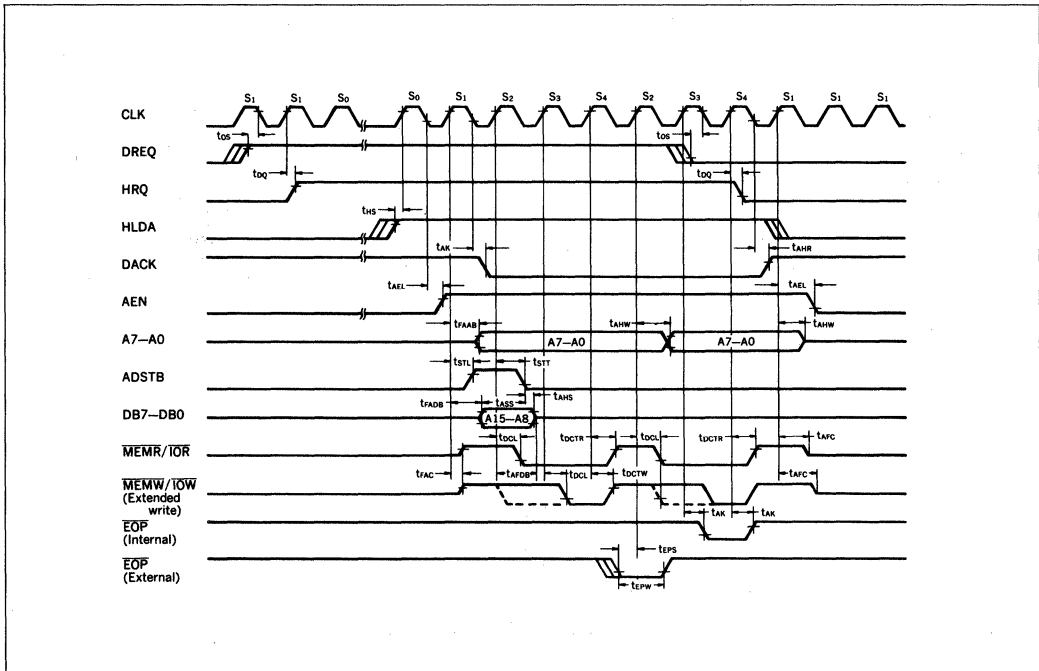 S1 S1 S0 S0 S1 S2 S3 S4 S2 S3 S4 S1 S1 S1
CLK
tDS tDS
DREQ
tDQ tDQ
HRQ
tHS
HLDA
tAK tAHR
DACK
tAEL tAEL
AEN
tFAAB tAHW tAHW
A7—A0 A7—A0 A7—A0
tSTL tSTT
ADSTB
tFADB tASS tAHS
DB7—DB0 A15—A8
tDCL tDCTR tDCL tDCTR tAFC
MEMR/IOR
tFAC tAFDB tDCL tDCTW tAFC
MEMW/IOW
(Extended
write)
tAK tAK
EOP
(Internal)
tEPS
EOP
(External)
tEPW